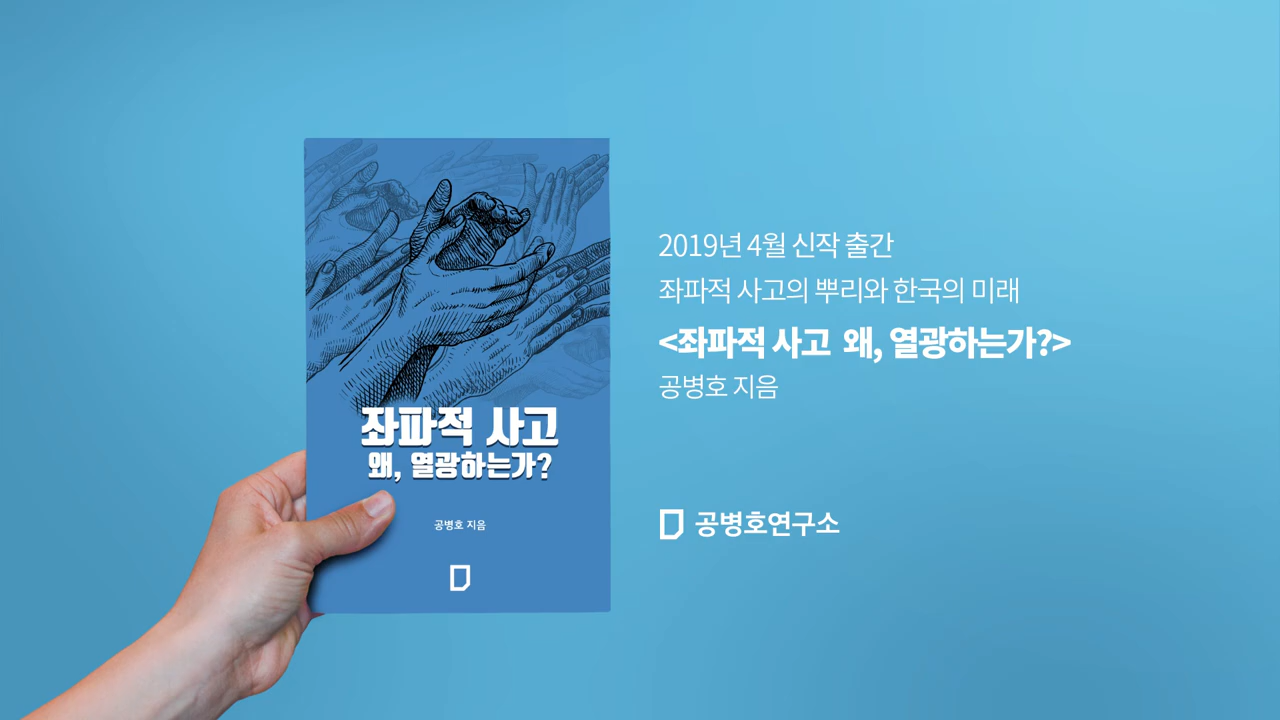 좌파적 사고
왜, 열광하는가?
공병호 지음
2019년 4월 신작 출간
좌파적 사고의 뿌리와 한국의 미래
<좌파적 사고 왜, 열광하는가?>
공병호 지음
공병호연구소